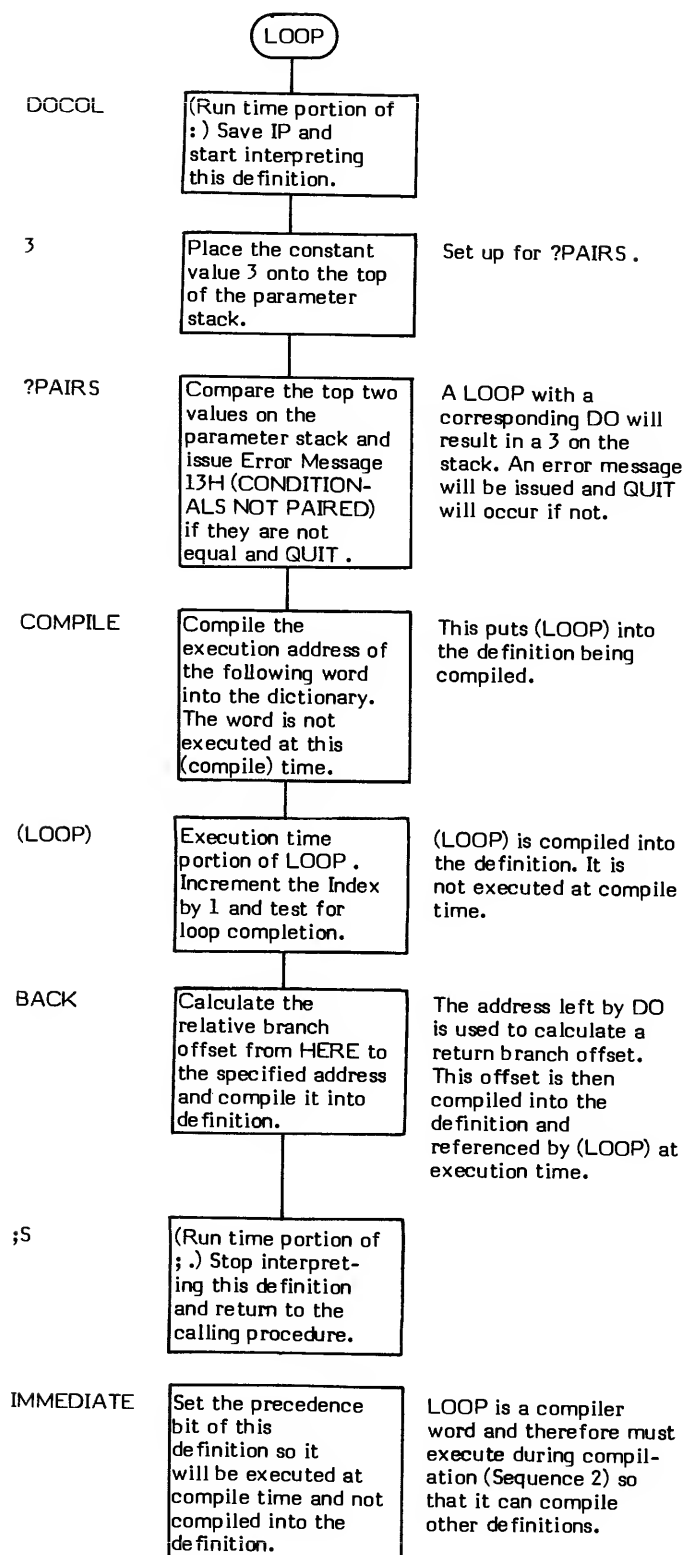 LOOP
DOCOL
(Run time portion of
: ) Save IP and
start interpreting
this definition.
3
Place the constant
value 3 onto the top
of the parameter
stack.
Set up for ?PAIRS .
?PAIRS
Compare the top two
values on the
parameter stack and
issue Error Message
13H (CONDITION-
ALS NOT PAIRED)
if they are not
equal and QUIT .
A LOOP with a
corresponding DO will
result in a 3 on the
stack. An error message
will be issued and QUIT
will occur if not.
COMPILE
Compile the
execution address of
the following word
into the dictionary.
The word is not
executed at this
(compile) time.
This puts (LOOP) into
the definition being
compiled.
(LOOP)
Execution time
portion of LOOP .
Increment the Index
by 1 and test for
loop completion.
(LOOP) is compiled into
the definition. It is
not executed at compile
time.
BACK
Calculate the
relative branch
offset from HERE to
the specified address
and compile it into
definition.
The address left by DO
is used to calculate a
return branch offset.
This offset is then
compiled into the
definition and
referenced by (LOOP) at
execution time.
;S
(Run time portion of
; .) Stop interpret-
ing this definition
and return to the
calling procedure.
IMMEDIATE
Set the precedence
bit of this
definition so it
will be executed at
compile time and not
compiled into the
definition.
LOOP is a compiler
word and therefore must
execute during compil-
ation (Sequence 2) so
that it can compile
other definitions.